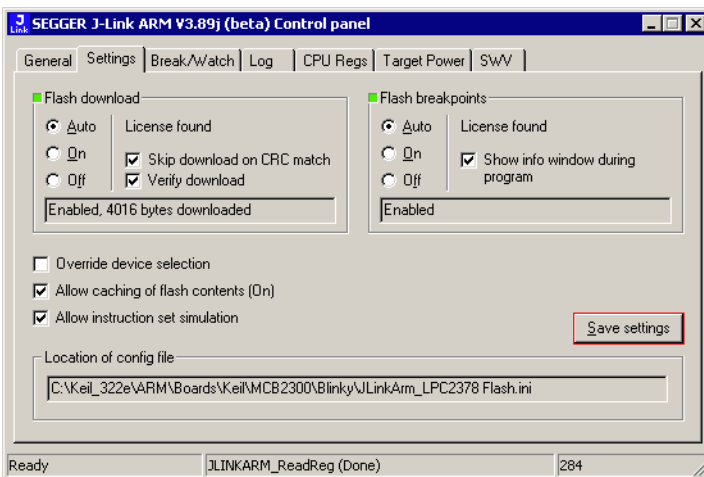 J Link SEGGER J-Link ARM V3.89j (beta) Control panel
General Settings Break/Watch Log CPU Regs Target Power SWV
Flash download
Auto License found
On Skip download on CRC match
Off Verify download
Enabled, 4016 bytes downloaded
Flash breakpoints
Auto License found
On Show info window during
Off program
Enabled
Override device selection
Allow caching of flash contents (On)
Allow instruction set simulation
Save settings
Location of config file
C:\Keil_322e\ARM\Boards\Keil\MCB2300\Blinky\JLinkArm_LPC2378 Flash.ini
Ready JLINKARM_ReadReg (Done) 284